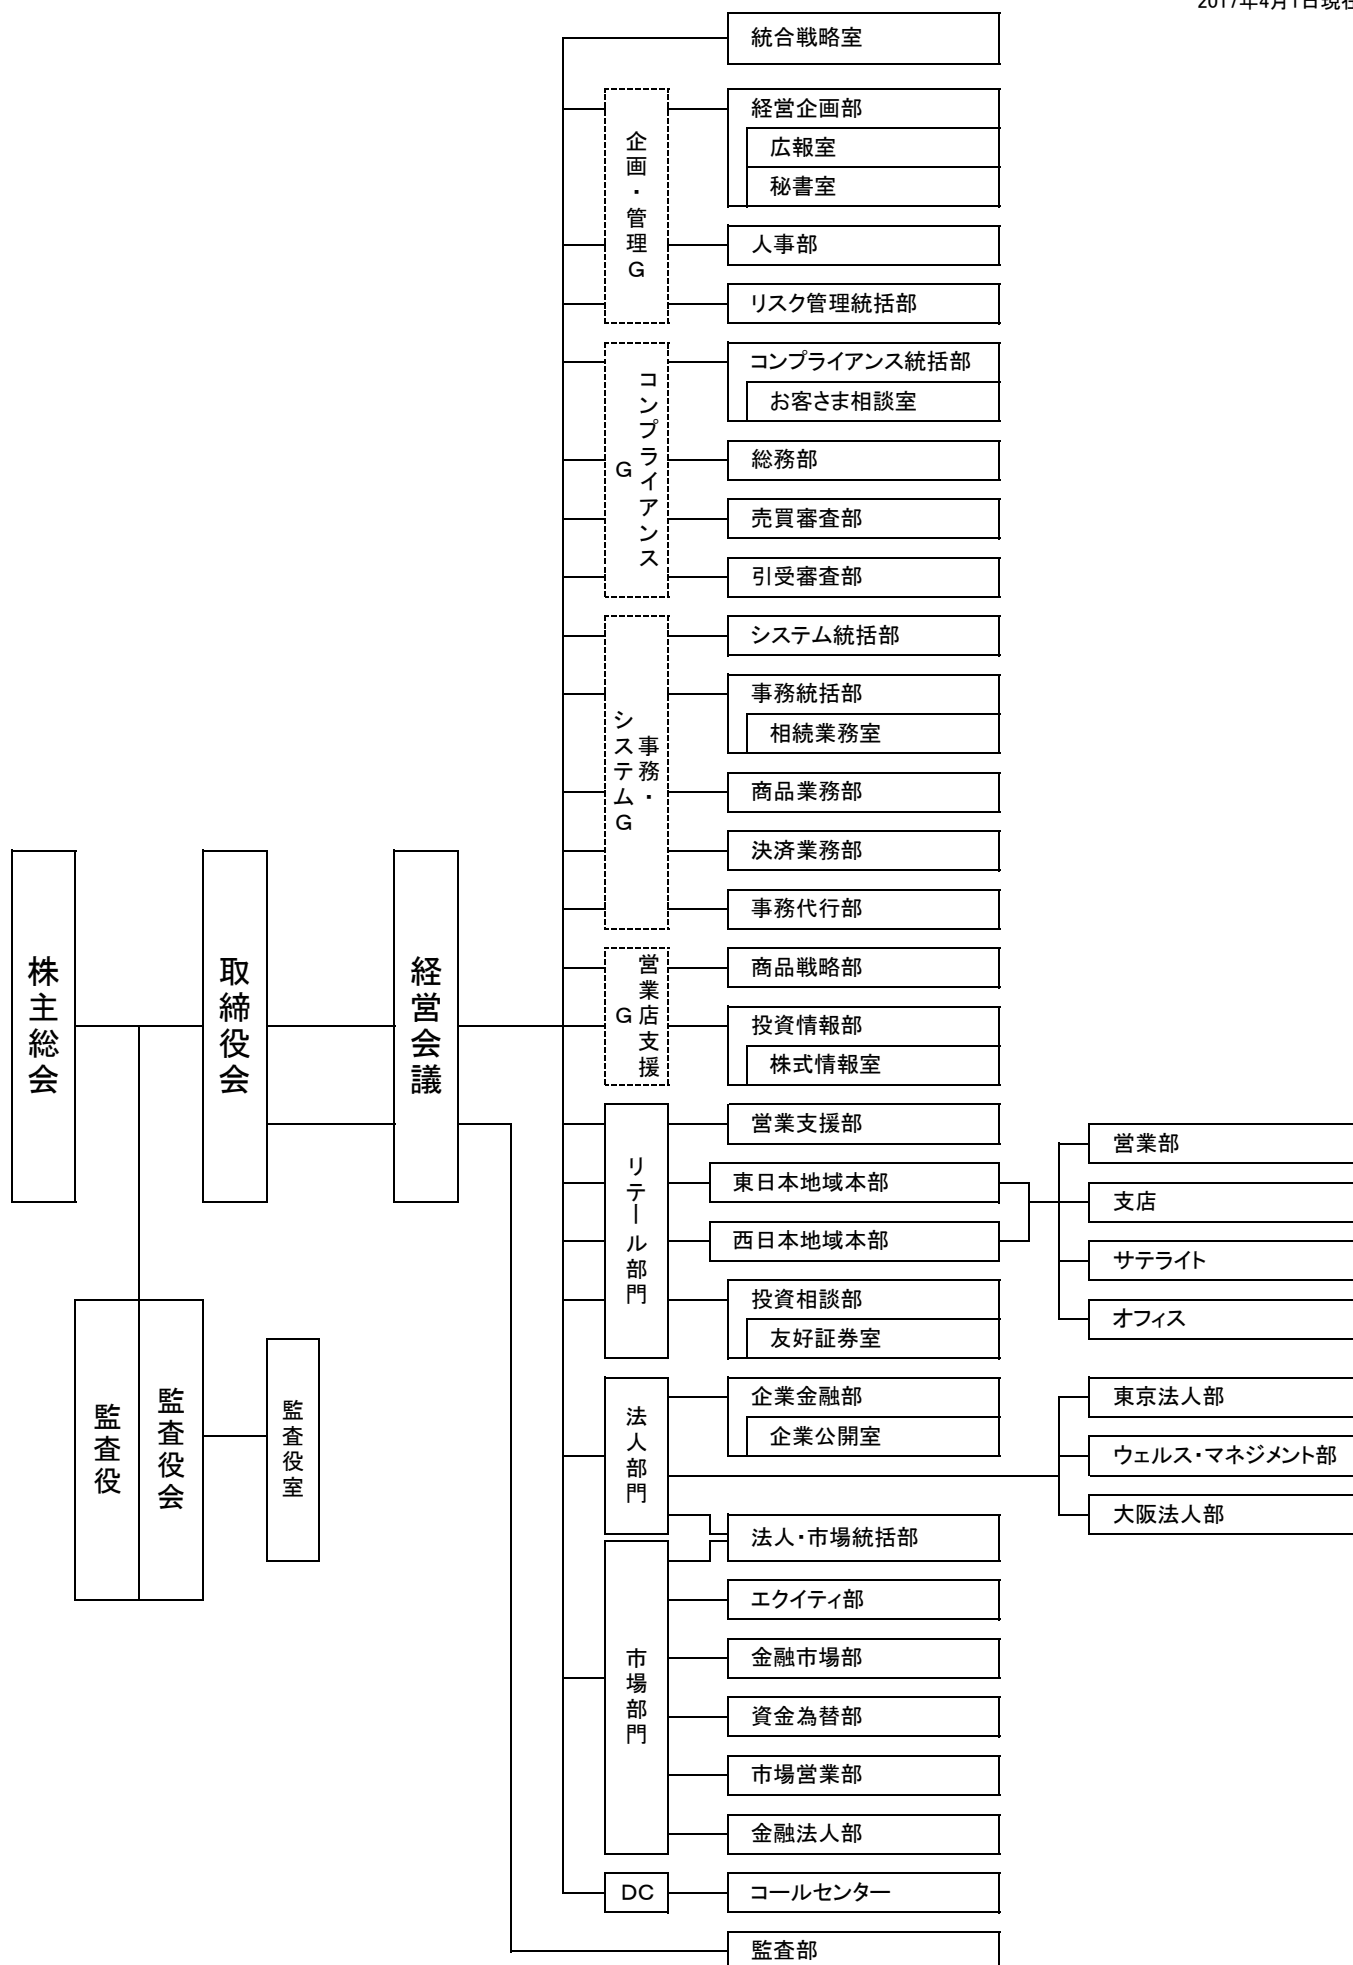 2017年4月1日現在
統合戦略室
企画・管理G
経営企画部
広報室
秘書室
人事部
リスク管理統括部
コンプライアンス
G
コンプライアンス統括部
お客さま相談室
総務部
売買審査部
引受審査部
事務・
システムG
システム統括部
事務統括部
相続業務室
商品業務部
決済業務部
事務代行部
株主総会
取締役会
経営会議
営業店支援
G
商品戦略部
投資情報部
株式情報室
リテール部門
営業支援部
東日本地域本部
西日本地域本部
営業部
支店
サテライト
オフィス
投資相談部
友好証券室
監査役
監査役会
監査役室
法人部門
企業金融部
企業公開室
東京法人部
ウェルス・マネジメント部
大阪法人部
法人・市場統括部
市場部門
エクイティ部
金融市場部
資金為替部
市場営業部
金融法人部
DC
コールセンター
監査部